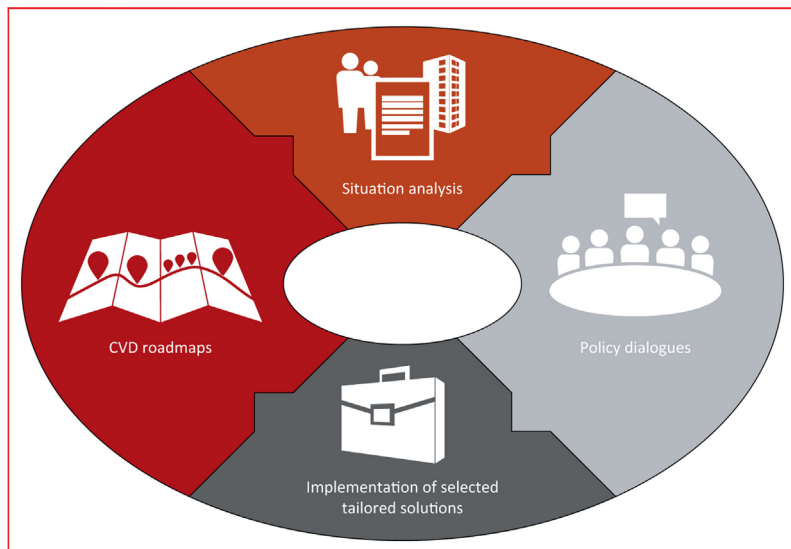 Situation analysis
CVD roadmaps
Policy dialogues
Implementation of selected
tailored solutions